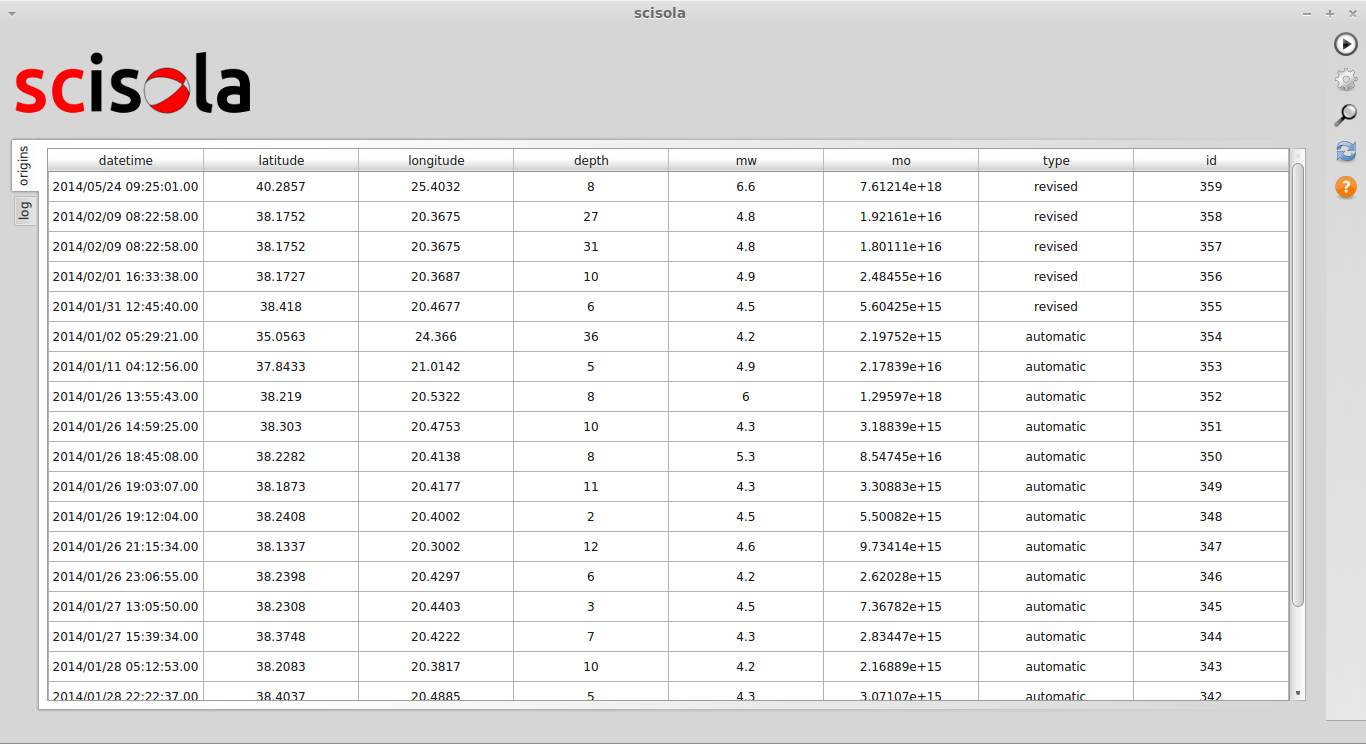 scisola
scisola
origins
log
datetime latitude longitude depth mw mo type id
2014/05/24 09:25:01.00 40.2857 25.4032 8 6.6 7.61214e+18 revised 359
2014/02/09 08:22:58.00 38.1752 20.3675 27 4.8 1.92161e+16 revised 358
2014/02/09 08:22:58.00 38.1752 20.3675 31 4.8 1.80111e+16 revised 357
2014/02/01 16:33:38.00 38.1727 20.3687 10 4.9 2.48455e+16 revised 356
2014/01/31 12:45:40.00 38.418 20.4677 6 4.5 5.60425e+15 revised 355
2014/01/02 05:29:21.00 35.0563 24.366 36 4.2 2.19752e+15 automatic 354
2014/01/11 04:12:56.00 37.8433 21.0142 5 4.9 2.17839e+16 automatic 353
2014/01/26 13:55:43.00 38.219 20.5322 8 6 1.29597e+18 automatic 352
2014/01/26 14:59:25.00 38.303 20.4753 10 4.3 3.18839e+15 automatic 351
2014/01/26 18:45:08.00 38.2282 20.4138 8 5.3 8.54745e+16 automatic 350
2014/01/26 19:03:07.00 38.1873 20.4177 11 4.3 3.30883e+15 automatic 349
2014/01/26 19:12:04.00 38.2408 20.4002 2 4.5 5.50082e+15 automatic 348
2014/01/26 21:15:34.00 38.1337 20.3002 12 4.6 9.73414e+15 automatic 347
2014/01/26 23:06:55.00 38.2398 20.4297 6 4.2 2.62028e+15 automatic 346
2014/01/27 13:05:50.00 38.2308 20.4403 3 4.5 7.36782e+15 automatic 345
2014/01/27 15:39:34.00 38.3748 20.4222 7 4.3 2.83447e+15 automatic 344
2014/01/28 05:12:53.00 38.2083 20.3817 10 4.2 2.16889e+15 automatic 343
2014/01/28 22:22:37.00 38.4037 20.4885 5 4.3 3.07107e+15 automatic 342